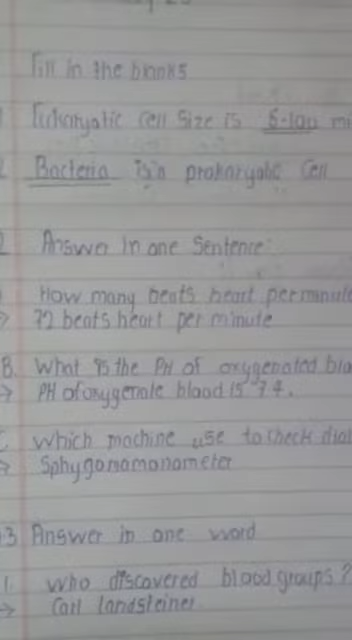 Fill in the blanks
Eukaryotic cell size is 5-100 mi
Bacteria is'n prokaryotic cell
2 Answer in one sentence
How many beats heart per minute
→ 72 beats heart per minute
B. What is the PH of oxygenated blo
→ PH of oxygenate blood is 7.4.
C which machine use to check dial
→ Sphygomomanometer
3 Answer in one word
1. who discovered blood groups?
→ Carl landsteiner